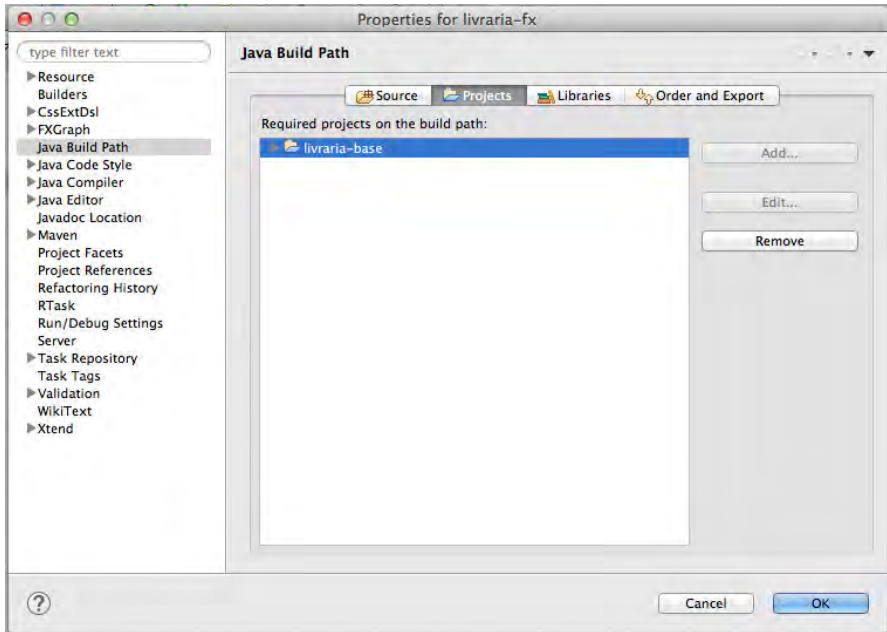 Properties for livraria-fx
type filter text
Resource
Builders
CssExtDsl
FXGraph
Java Build Path
Java Code Style
Java Compiler
Java Editor
Javadoc Location
Maven
Project Facets
Project References
Refactoring History
RTask
Run/Debug Settings
Server
Task Repository
Task Tags
Validation
WikiText
Xtend
Java Build Path
Source Projects Libraries Order and Export
Required projects on the build path:
livraria-base
Add...
Edit...
Remove
?
Cancel OK